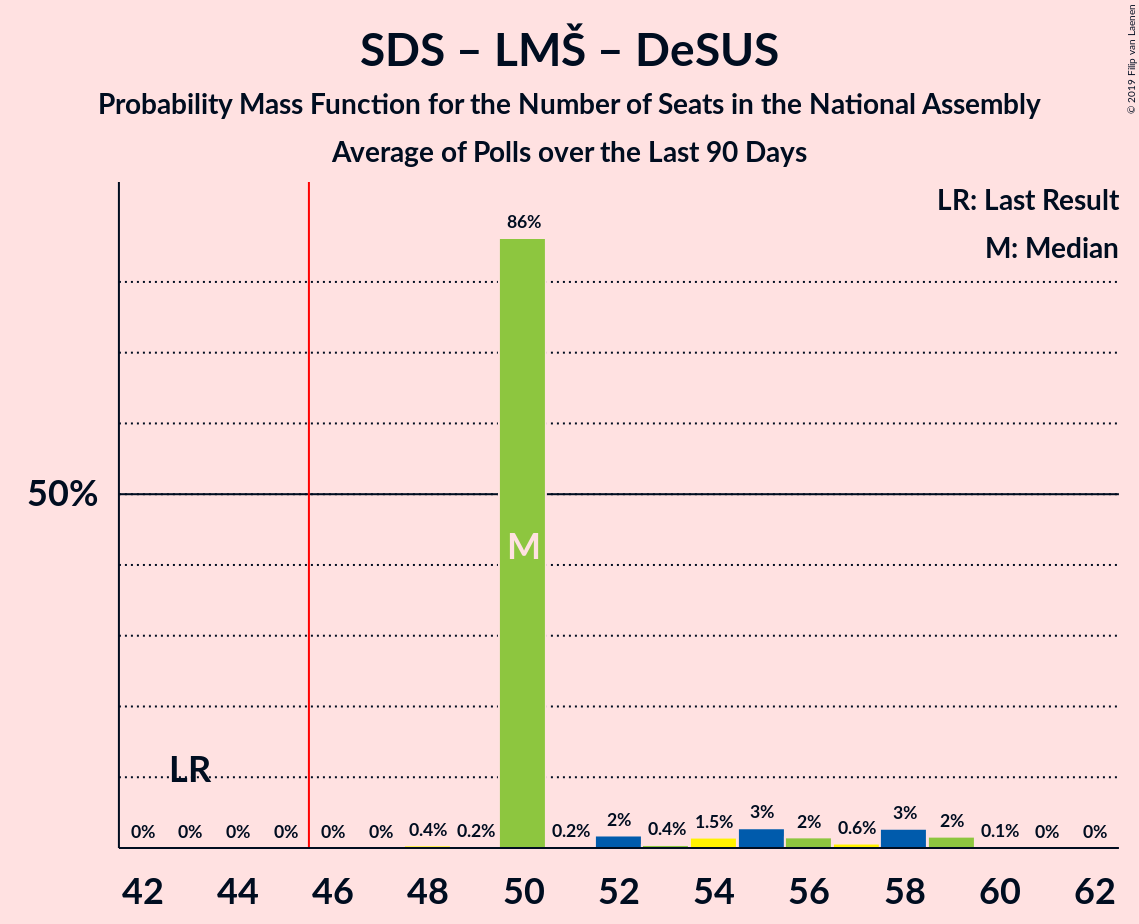 SDS – LMŠ – DeSUS
Probability Mass Function for the Number of Seats in the National Assembly
Average of Polls over the Last 90 Days
© 2019 Filip van Laenen
LR: Last Result
M: Median
86%
50%
M
LR
0% 0% 0% 0% 0% 0% 0.4% 0.2% 0.2% 2% 0.4% 1.5% 3% 2% 0.6% 3% 2% 0.1% 0% 0%
42 44 46 48 50 52 54 56 58 60 62